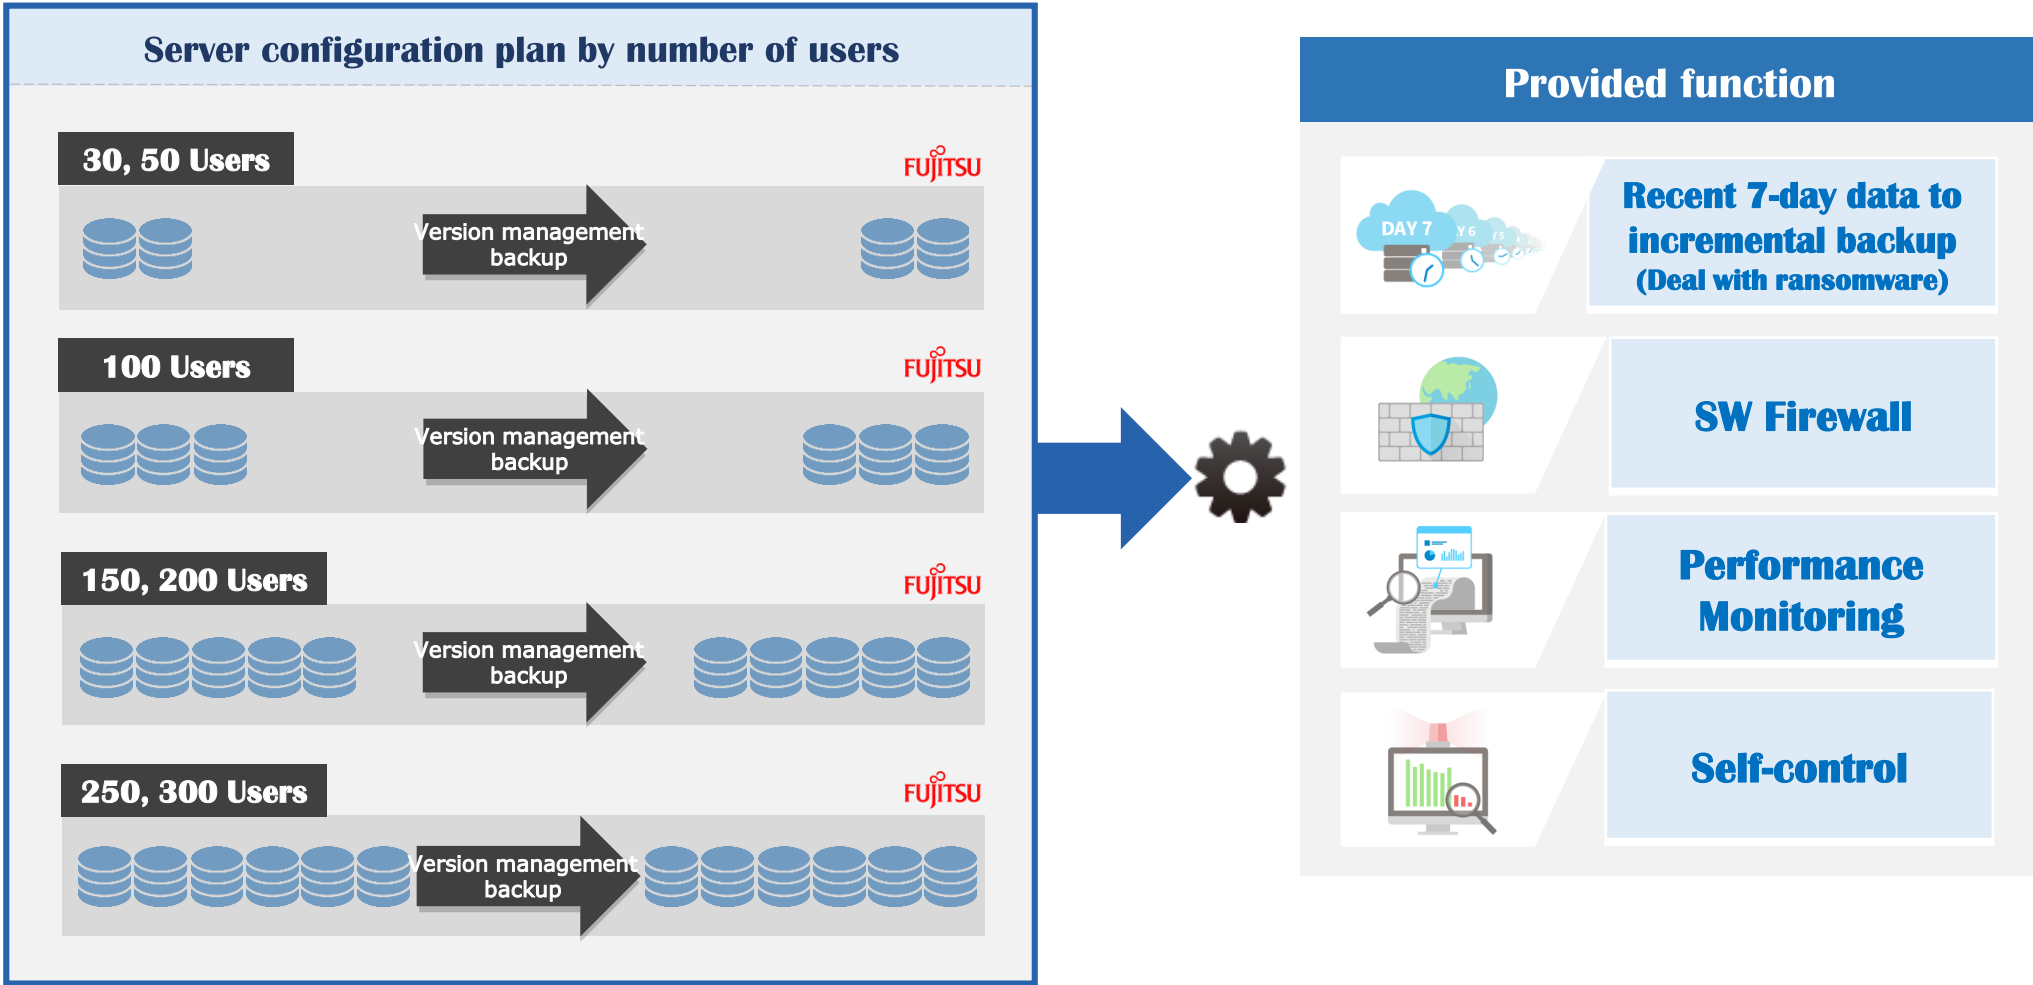 Server configuration plan by number of users
30, 50 Users
FUJITSU
Version management
backup
100 Users
FUJITSU
Version management
backup
150, 200 Users
FUJITSU
Version management
backup
250, 300 Users
FUJITSU
Version management
backup
Provided function
DAY 7
Y 6
5
Recent 7-day data to
incremental backup
(Deal with ransomware)
SW Firewall
Performance
Monitoring
Self-control